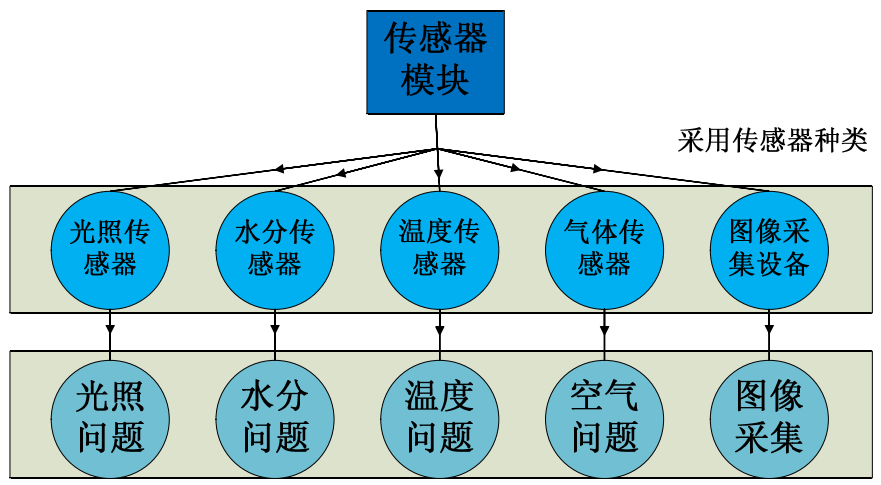 传感器
模块
采用传感器种类
光照传
感器
水分传
感器
温度传
感器
气体传
感器
图像采
集设备
光照
问题
水分
问题
温度
问题
空气
问题
图像
采集